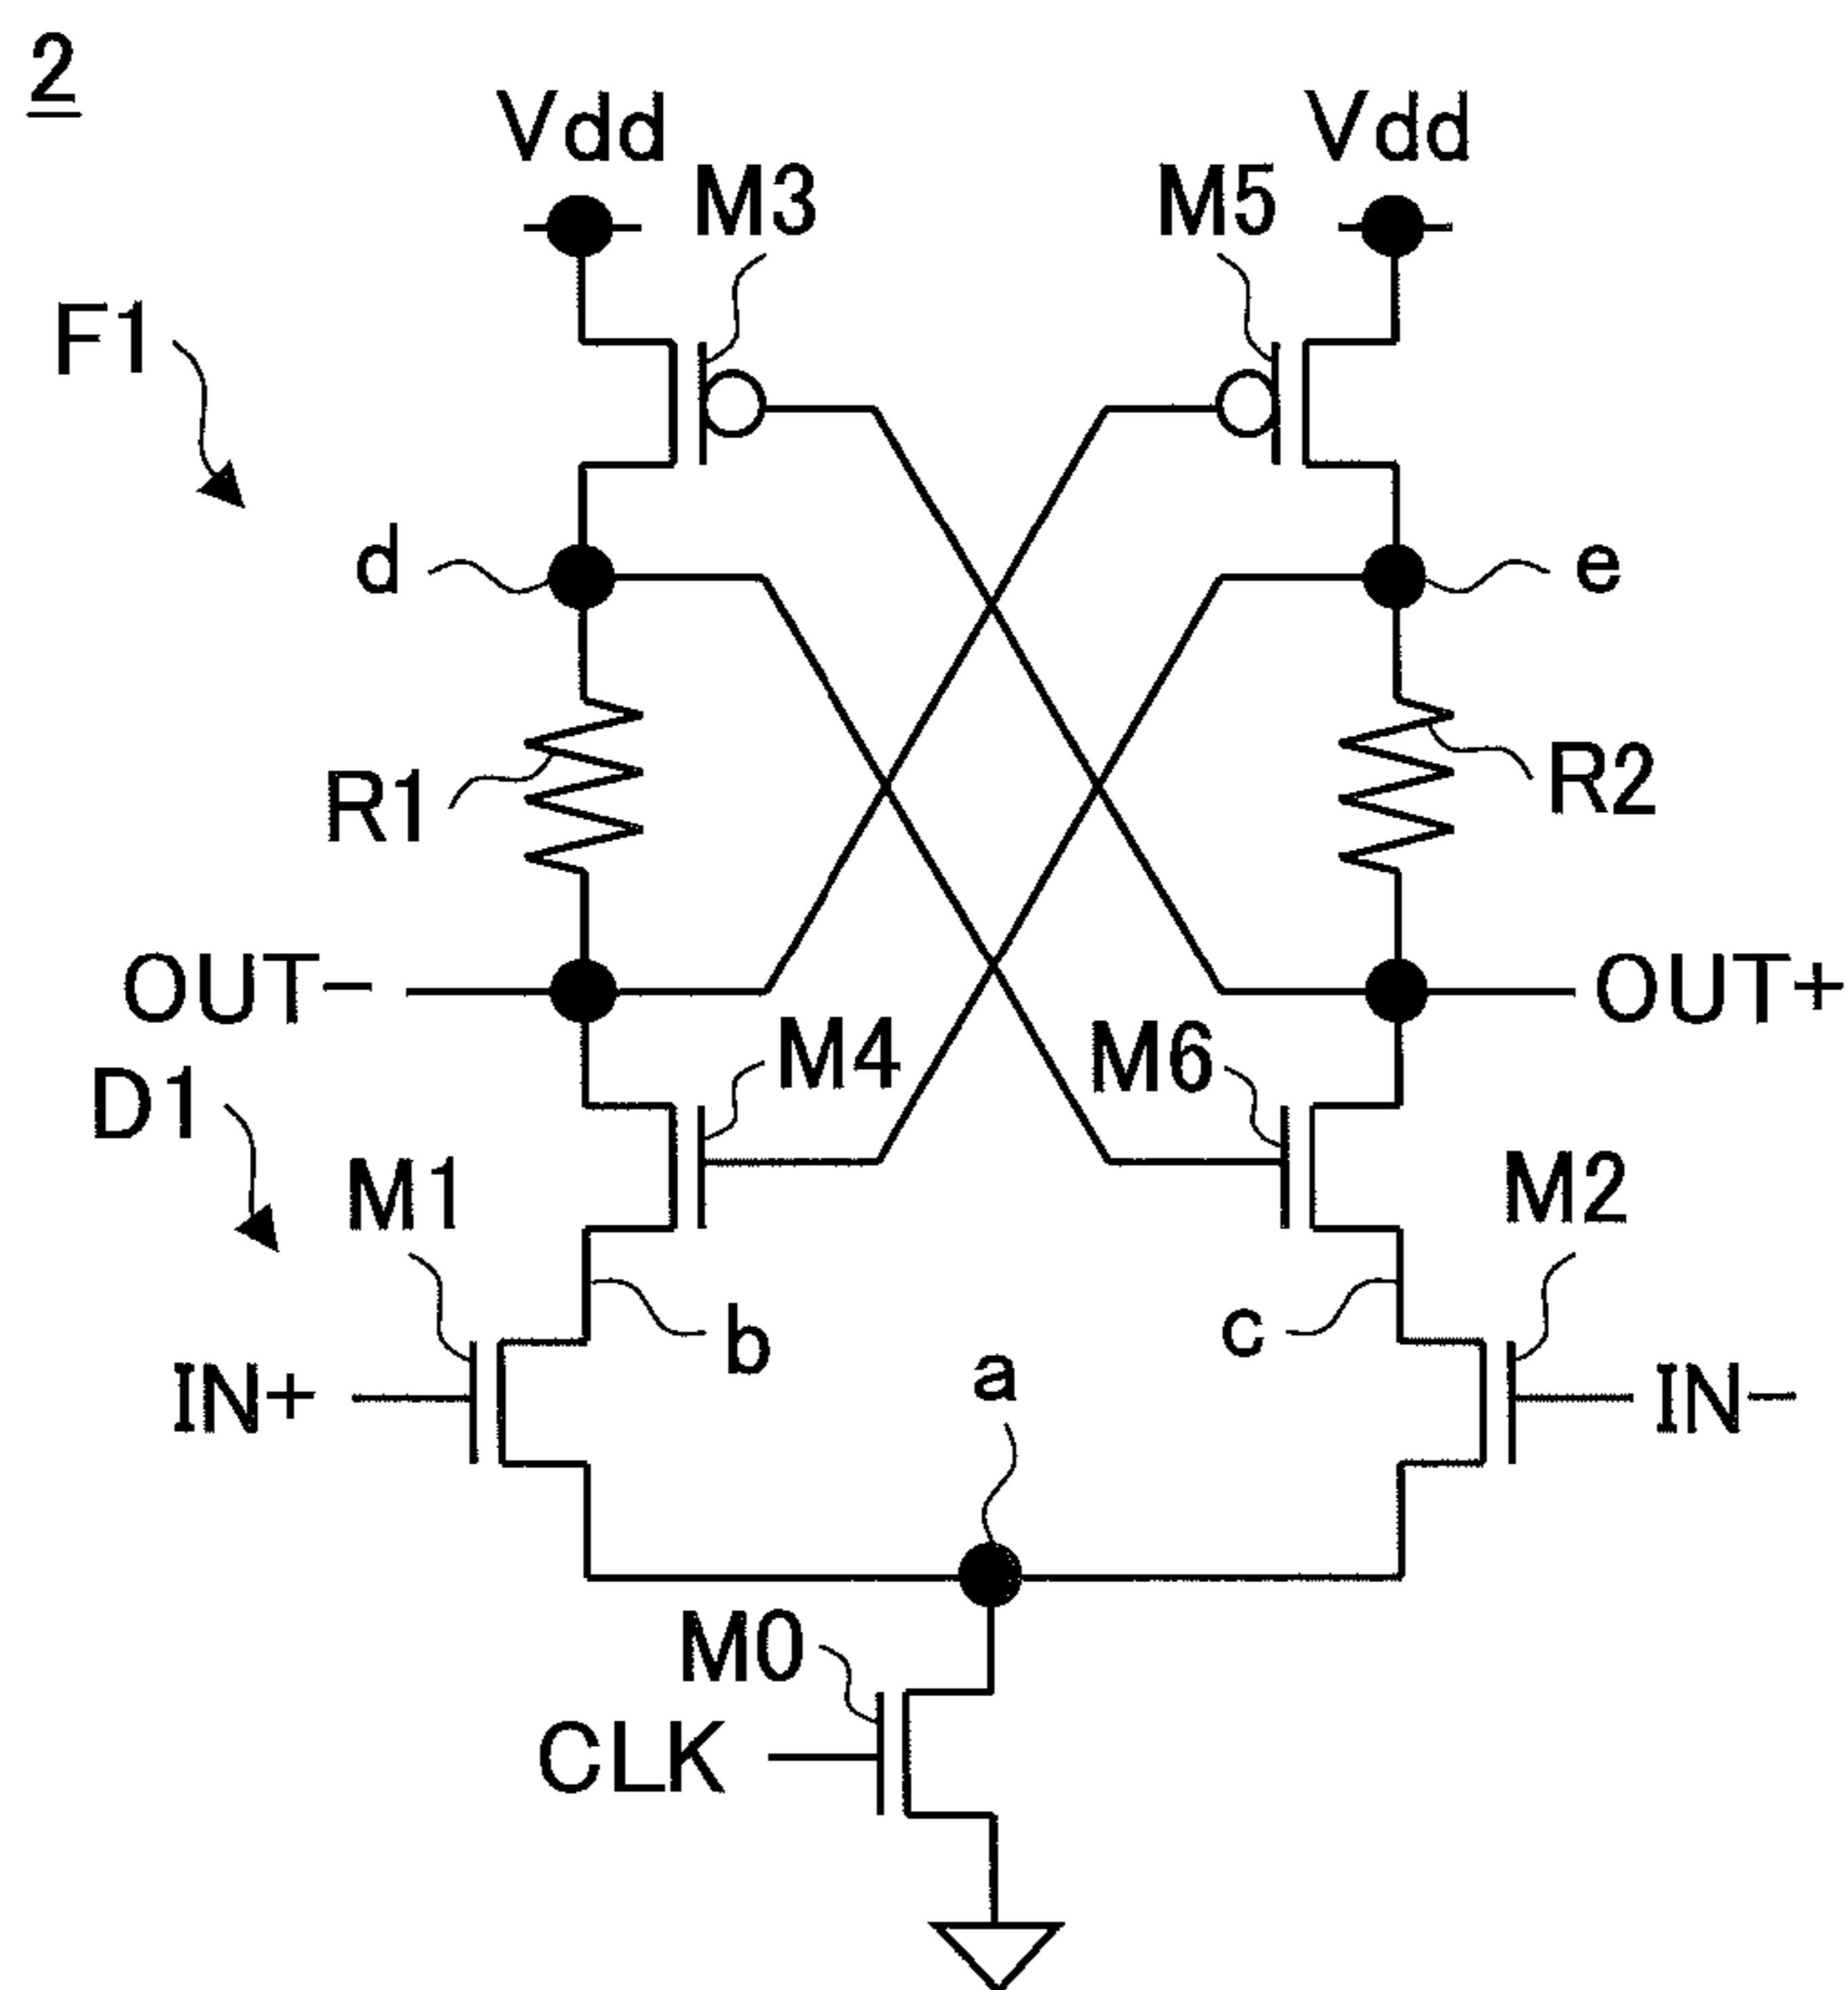 2
Vdd
Vdd
M3
M5
F1
d
e
R1
R2
OUT−
OUT+
M4
M6
D1
M1
M2
b
c
a
IN+
IN−
M0
CLK